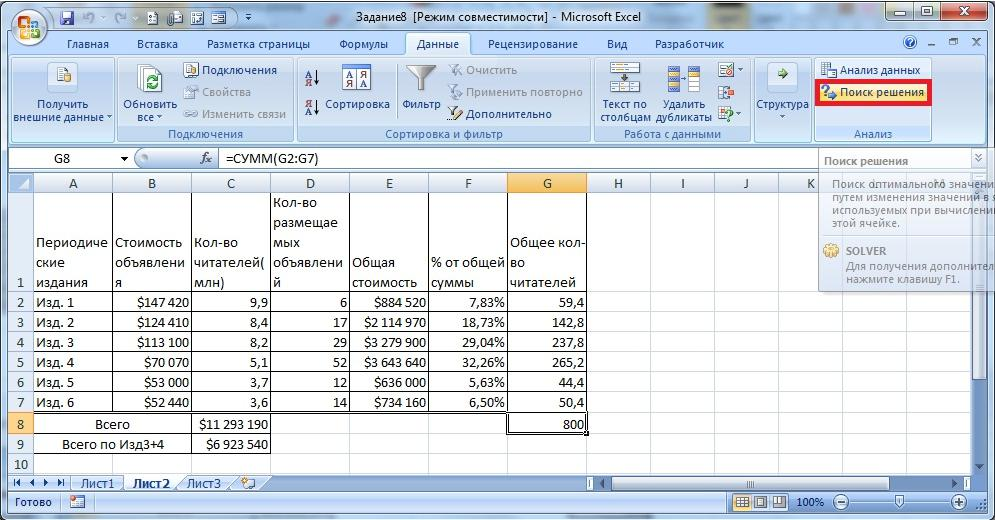 Задание8 [Режим совместимости] - Microsoft Excel
Главная Вставка Разметка страницы Формулы Данные Рецензирование Вид Разработчик
Получить
внешние данные
Обновить
все
Подключения
Свойства
Изменить связи
Подключения
Сортировка
Фильтр
Очистить
Применить повторно
Дополнительно
Сортировка и фильтр
Текст по
столбцам
Удалить
дубликаты
Работа с данными
Структура
Анализ данных
Поиск решения
Анализ
G8 fx =СУММ(G2:G7)
Поиск решения
Поиск оптимального значени
путем изменения значений в я
используемых при вычислени
этой ячейке.
SOLVER
Для получения дополнител
нажмите клавишу F1.
A B C D E F G H I J K L M
1 Периодиче
ские
издания
Стоимость
объявлени
я
Кол-во
читателей(
млн)
Кол-во
размещае
мых
объявлени
й
Общая
стоимость
% от общей
суммы
Общее кол-
во
читателей
2 Изд. 1 $147 420 9,9 6 $884 520 7,83% 59,4
3 Изд. 2 $124 410 8,4 17 $2 114 970 18,73% 142,8
4 Изд. 3 $113 100 8,2 29 $3 279 900 29,04% 237,8
5 Изд. 4 $70 070 5,1 52 $3 643 640 32,26% 265,2
6 Изд. 5 $53 000 3,7 12 $636 000 5,63% 44,4
7 Изд. 6 $52 440 3,6 14 $734 160 6,50% 50,4
8 Всего $11 293 190 800
9 Всего по Изд3+4 $6 923 540
10
Лист1 Лист2 Лист3
Готово 100%